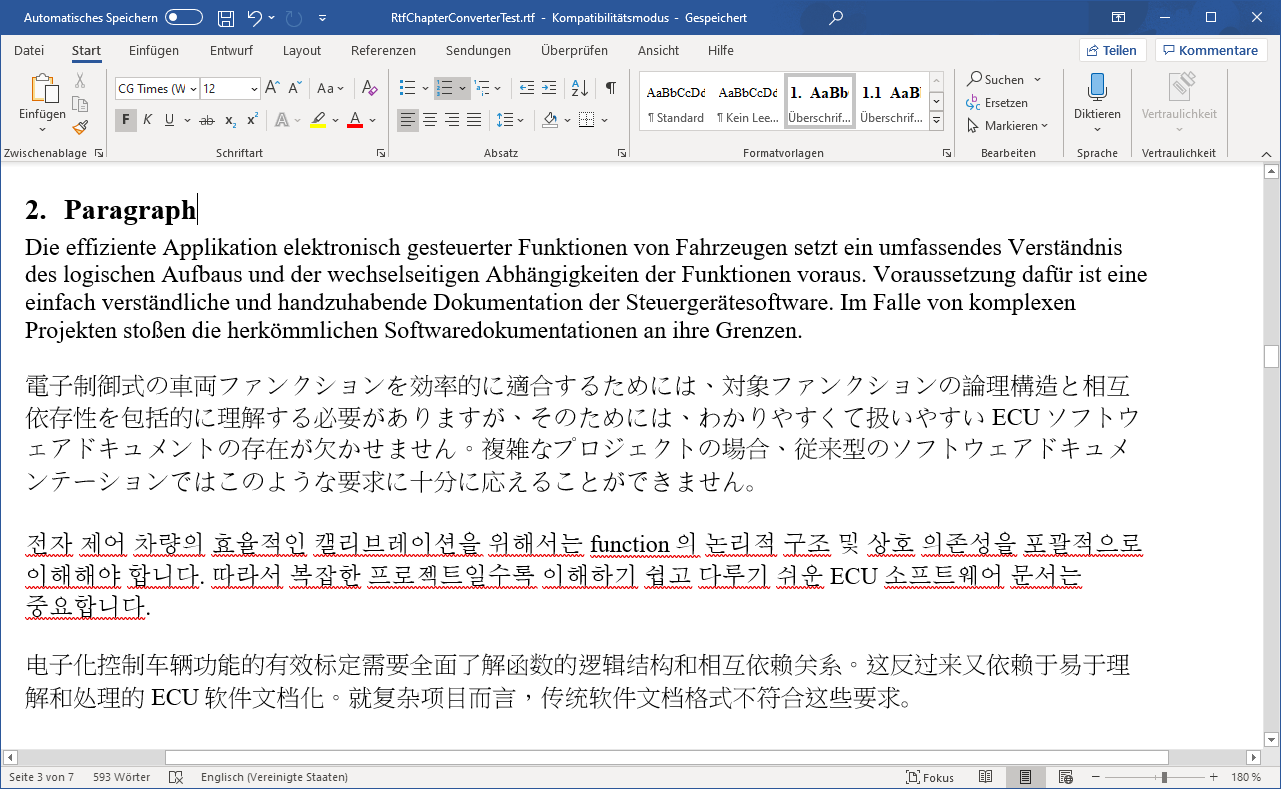 Automatisches Speichern
RtfChapterConverterTest.rtf - Kompatibilitätsmodus - Gespeichert
Datei Start Einfügen Entwurf Layout Referenzen Sendungen Überprüfen Ansicht Hilfe Teilen Kommentare
Einfügen
Zwischenablage
CG Times (W 12
F K U ab x₂ x²
Schriftart
Absatz
AaBbCcDd AaBbCcDd 1. AaBb 1.1 AaB
¶ Standard ¶ Kein Lee... Überschrif... Überschrif...
Formatvorlagen
Suchen
Ersetzen
Markieren
Bearbeiten
Diktieren
Sprache
Vertraulichkeit
Vertraulichkeit
2. Paragraph
Die effiziente Applikation elektronisch gesteuerter Funktionen von Fahrzeugen setzt ein umfassendes Verständnis
des logischen Aufbaus und der wechselseitigen Abhängigkeiten der Funktionen voraus. Voraussetzung dafür ist eine
einfach verständliche und handzuhabende Dokumentation der Steuergerätesoftware. Im Falle von komplexen
Projekten stoßen die herkömmlichen Softwaredokumentationen an ihre Grenzen.
電子制御式の車両ファンクションを効率的に適合するためには、対象ファンクションの論理構造と相互
依存性を包括的に理解する必要がありますが、そのためには、わかりやすくて扱いやすい ECU ソフトウ
ェアドキュメントの存在が欠かせません。複雑なプロジェクトの場合、従来型のソフトウェアドキュメ
ンテーションではこのような要求に十分に応えることができません。
전자 제어 차량의 효율적인 캘리브레이션을 위해서는 function 의 논리적 구조 및 상호 의존성을 포괄적으로
이해해야 합니다. 따라서 복잡한 프로젝트일수록 이해하기 쉽고 다루기 쉬운 ECU 소프트웨어 문서는
중요합니다.
电子化控制车辆功能的有效标定需要全面了解函数的逻辑结构和相互依赖关系。这反过来又依赖于易于理
解和处理的 ECU 软件文档化。就复杂项目而言，传统软件文档格式不符合这些要求。
Seite 3 von 7 593 Wörter Englisch (Vereinigte Staaten) Fokus 180 %